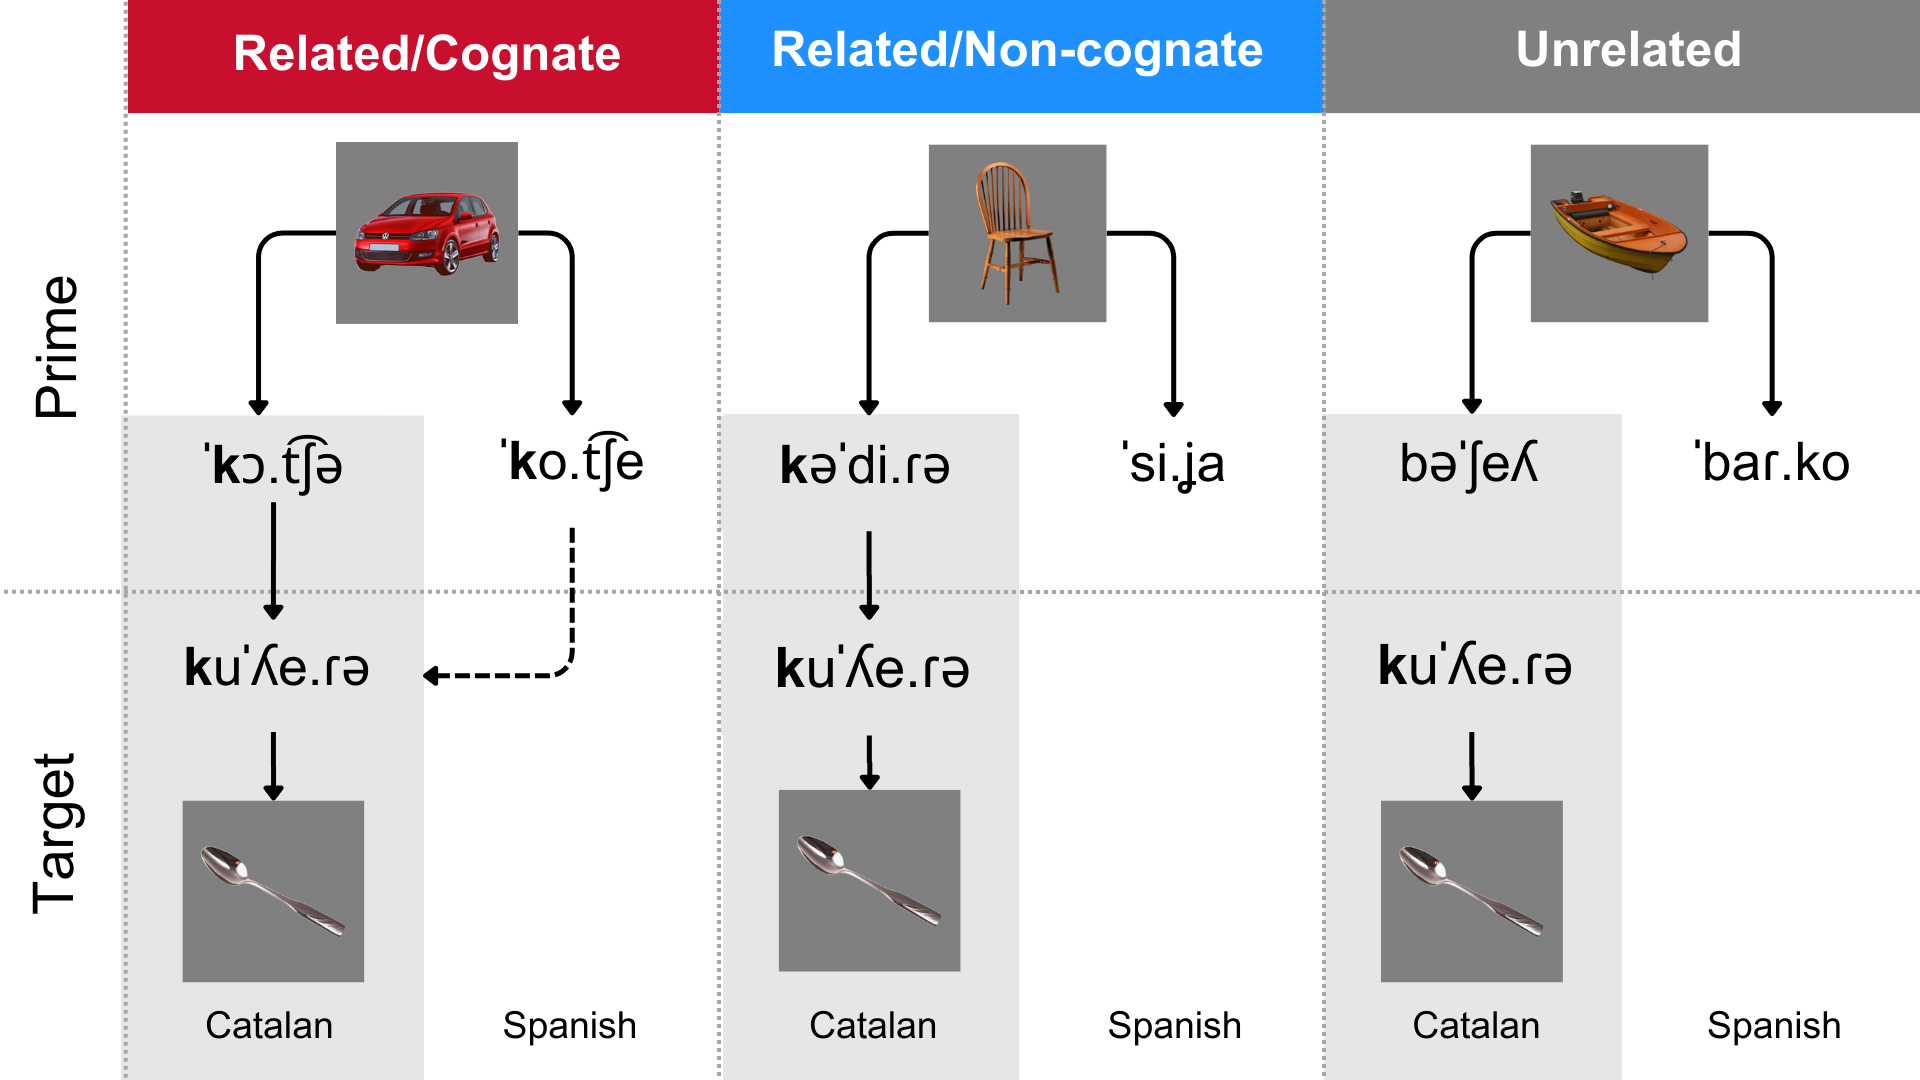 Related/Cognate
Related/Non-cognate
Unrelated
Prime
ˈkɔ.t͡ʃə
ˈko.t͡ʃe
kəˈdi.ɾə
ˈsi.ʝa
bəˈʃeʎ
ˈbaɾ.ko
Target
kuˈʎe.ɾə
kuˈʎe.ɾə
kuˈʎe.ɾə
Catalan
Spanish
Catalan
Spanish
Catalan
Spanish